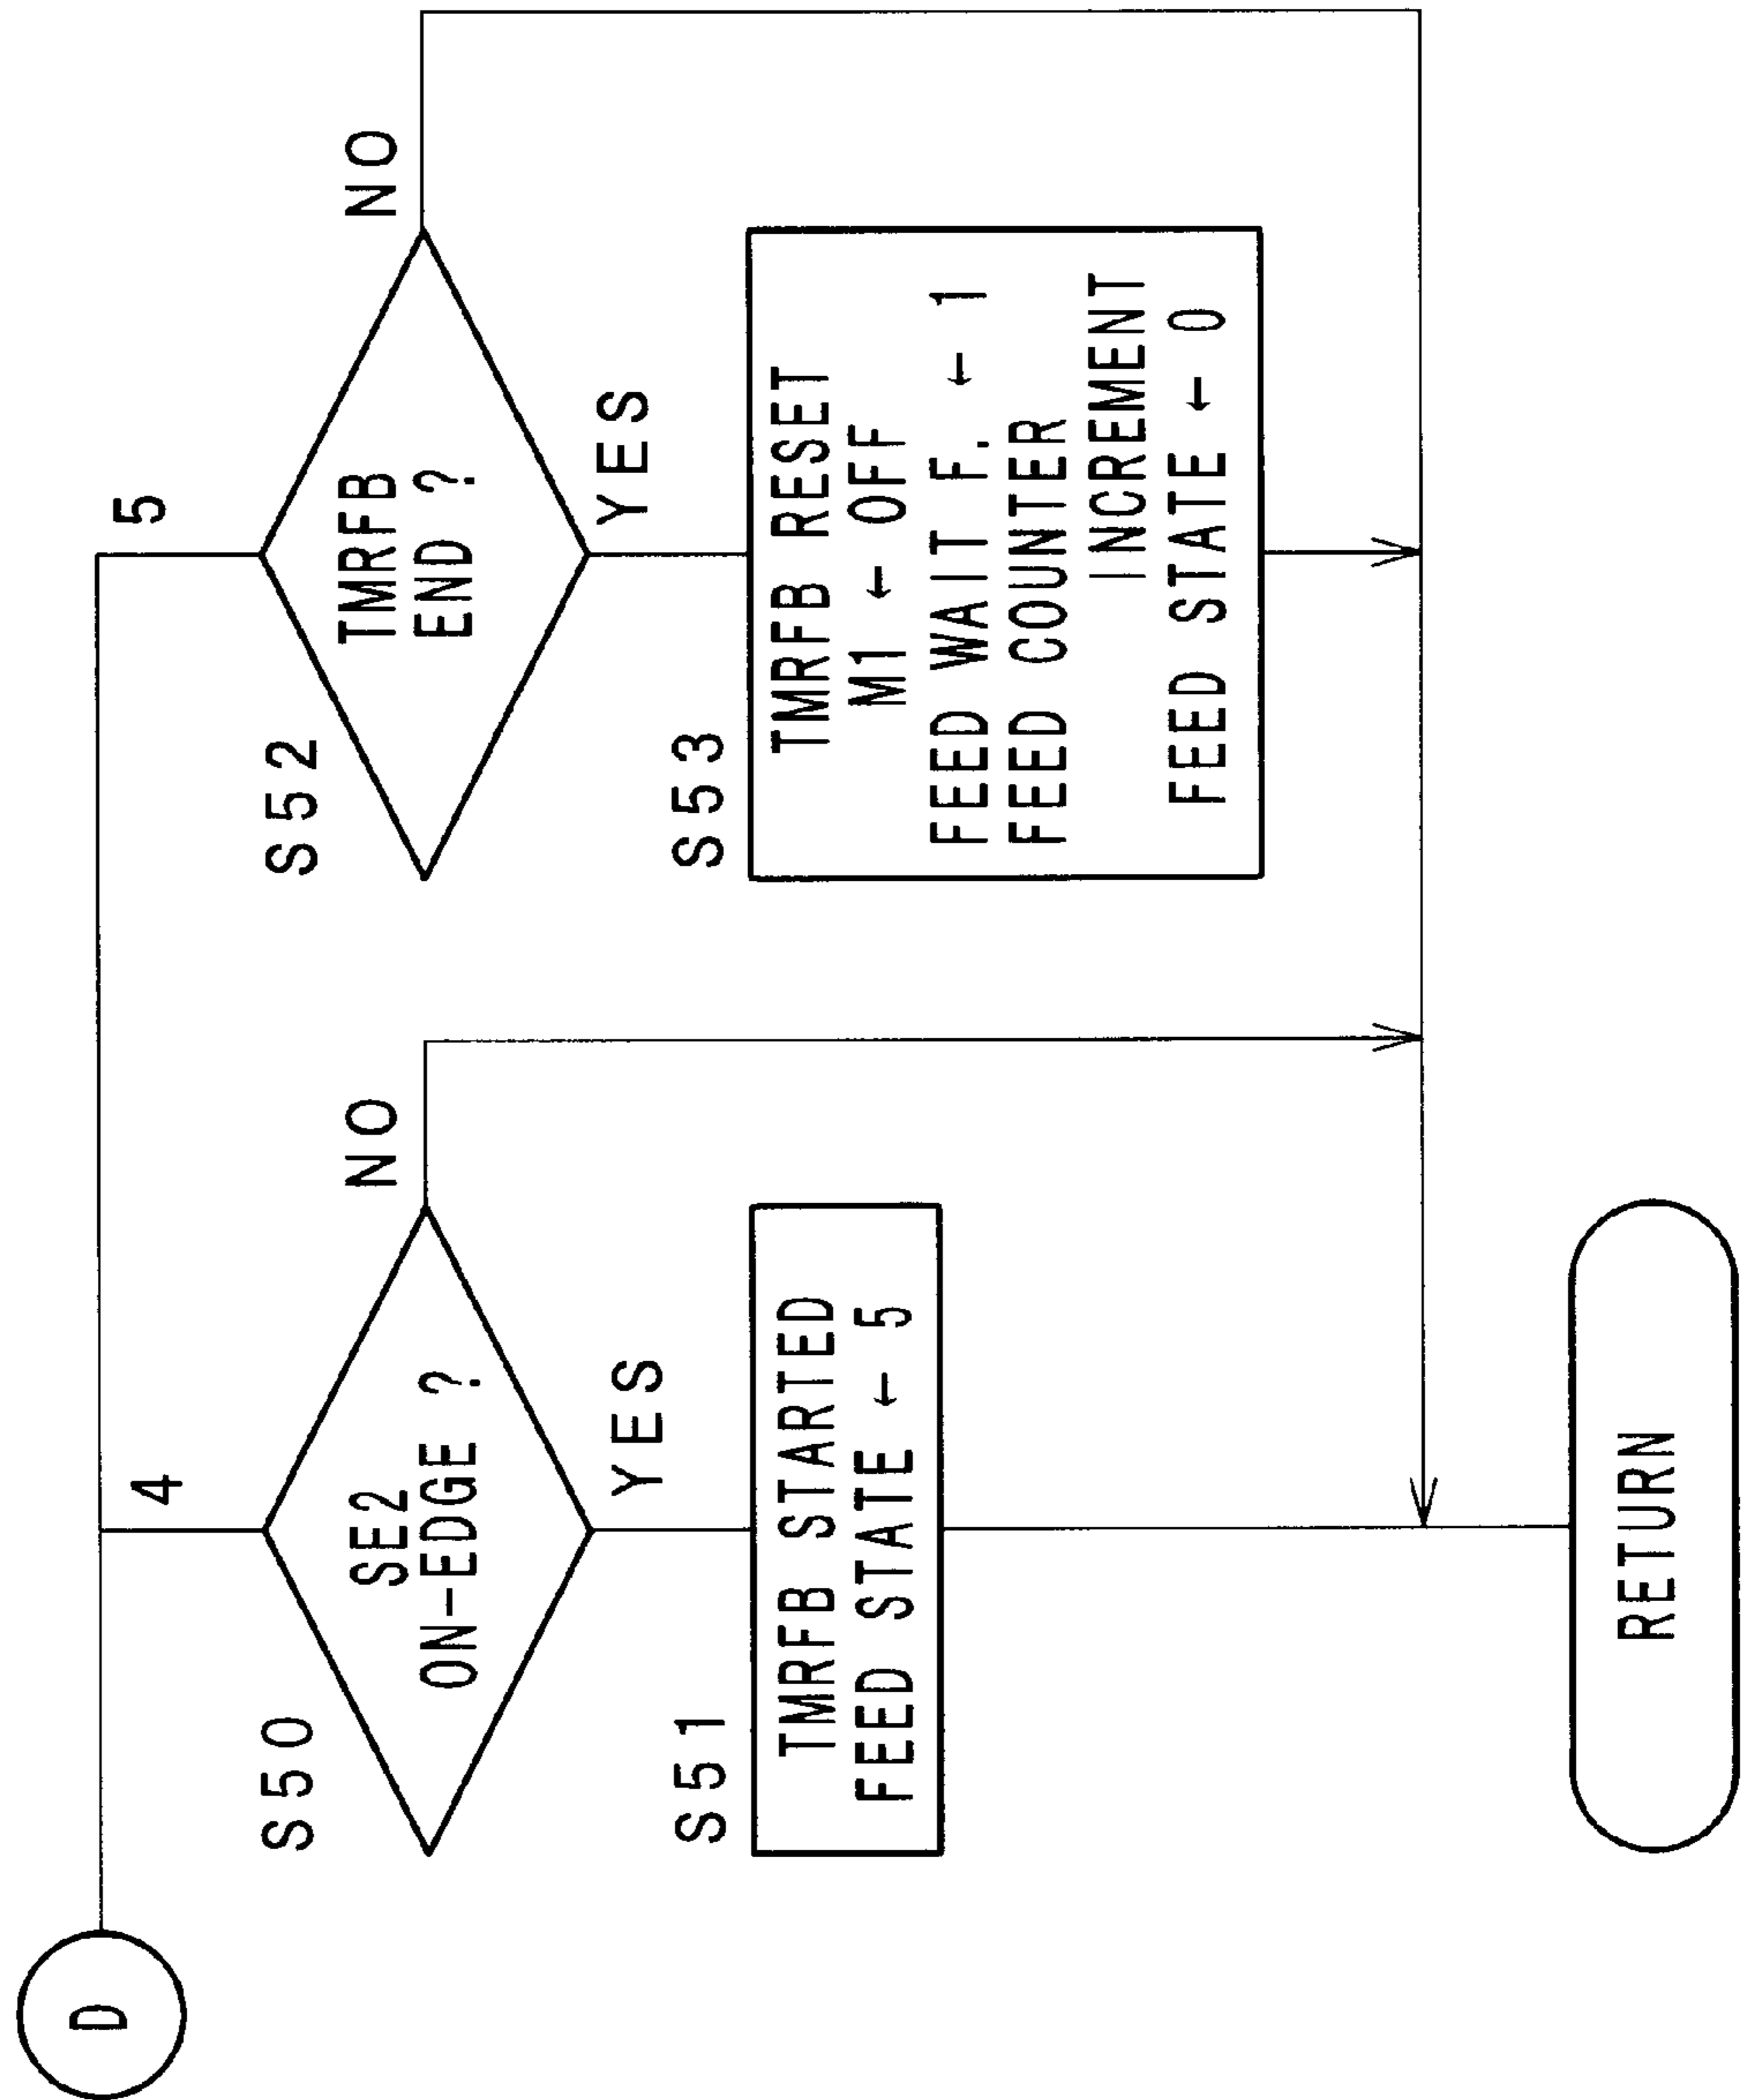 D
4
5
S50
SE2
ON-EDGE ?
NO
YES
S51
TMRFB STARTED
FEED STATE ← 5
S52
TMRFB
END ?
NO
YES
S53
TMRFB RESET
M1 ← OFF
FEED WAIT F. ← 1
FEED COUNTER
INCREMENT
FEED STATE ← 0
RETURN